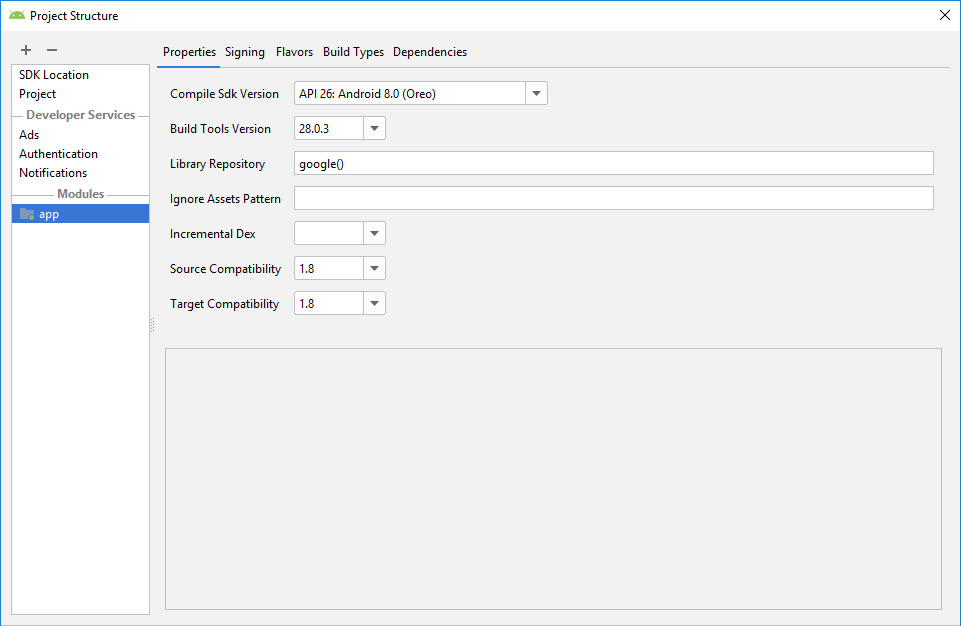 Project Structure
Properties Signing Flavors Build Types Dependencies
SDK Location
Project
Developer Services
Ads
Authentication
Notifications
Modules
app
Compile Sdk Version API 26: Android 8.0 (Oreo)
Build Tools Version 28.0.3
Library Repository google()
Ignore Assets Pattern
Incremental Dex
Source Compatibility 1.8
Target Compatibility 1.8